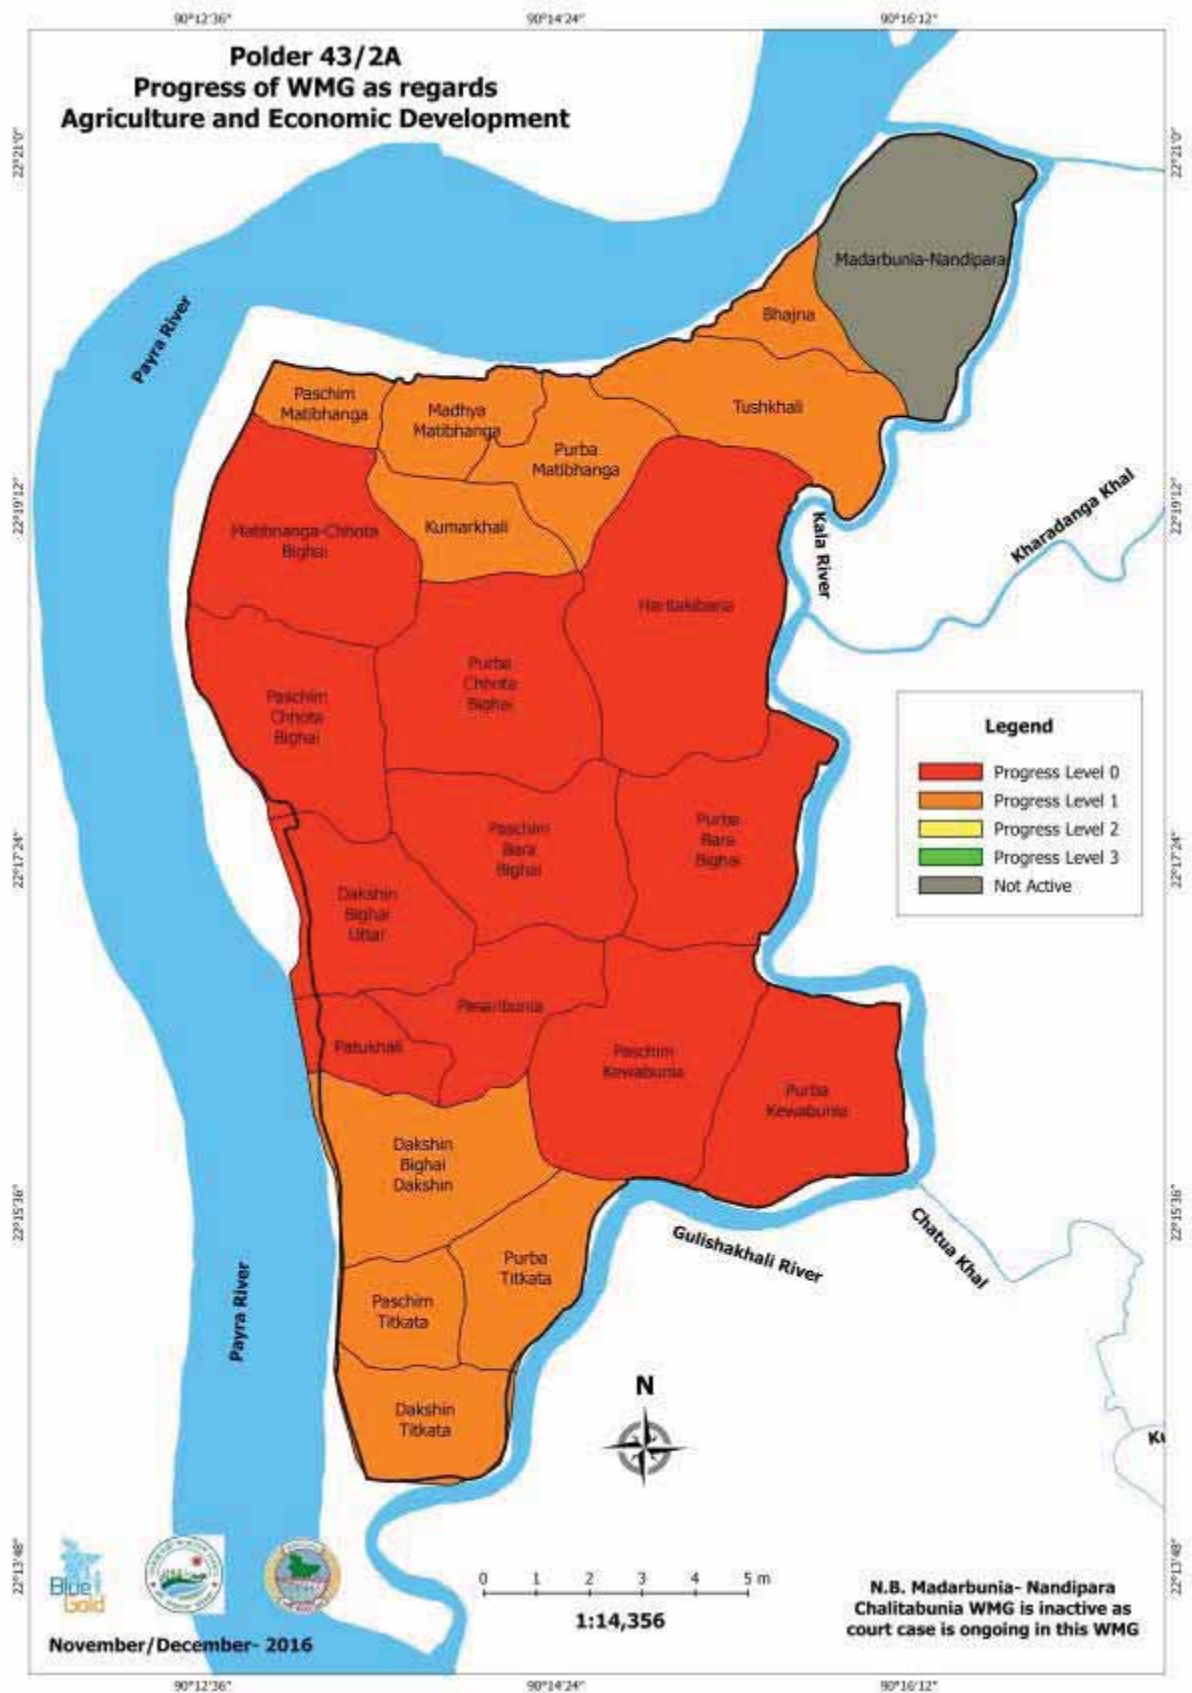 90°12'36"
90°14'24"
90°16'12"
Polder 43/2A
Progress of WMG as regards
Agriculture and Economic Development
22°21'0"
22°21'0"
Madarbunia-Nandipara
Bhajna
Payra River
Paschim
Matibhanga
Madhya
Matibhanga
Tushkhali
Purba
Matibhanga
22°19'12"
22°19'12"
Kumarkhali
Matibhanga-Chhota
Bighai
Kala River
Kharadanga Khal
Haritakibaria
Purba
Chhota
Bighai
Paschim
Chhota
Bighai
Legend
Progress Level 0
Progress Level 1
Progress Level 2
Progress Level 3
Not Active
Paschim
Bara
Bighai
Purba
Bara
Bighai
22°17'24"
22°17'24"
Dakshin
Bighai
Uttar
Pasaribunia
Patukhali
Paschim
Kewabunia
Purba
Kewabunia
Dakshin
Bighai
Dakshin
22°15'36"
22°15'36"
Gulishakhali River
Chatua Khal
Purba
Titkata
Paschim
Titkata
Payra River
Dakshin
Titkata
N
22°13'48"
22°13'48"
Blue
Gold
0 1 2 3 4 5 m
1:14,356
N.B. Madarbunia- Nandipara
Chalitabunia WMG is inactive as
court case is ongoing in this WMG
November/December- 2016
90°12'36"
90°14'24"
90°16'12"